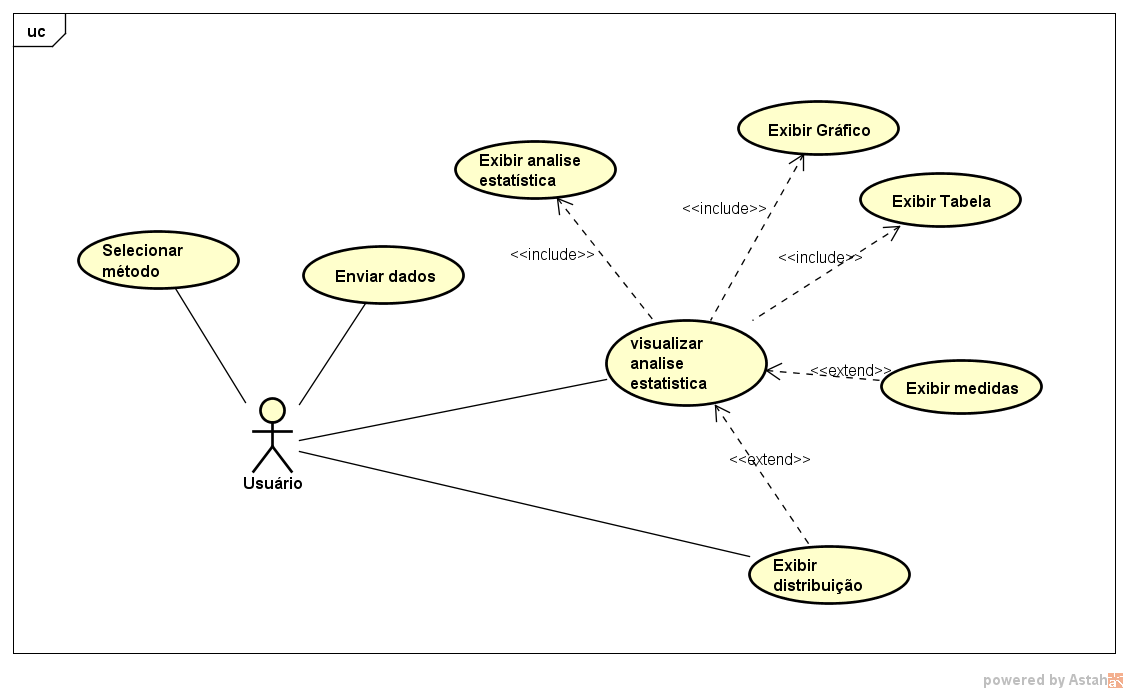 uc
Exibir Gráfico
Exibir analise
estatística
Exibir Tabela
<<include>>
<<include>>
<<include>>
Selecionar
método
Enviar dados
visualizar
analise
estatistica
<<extend>>
Exibir medidas
<<extend>>
Usuário
Exibir
distribuição
powered by Astah